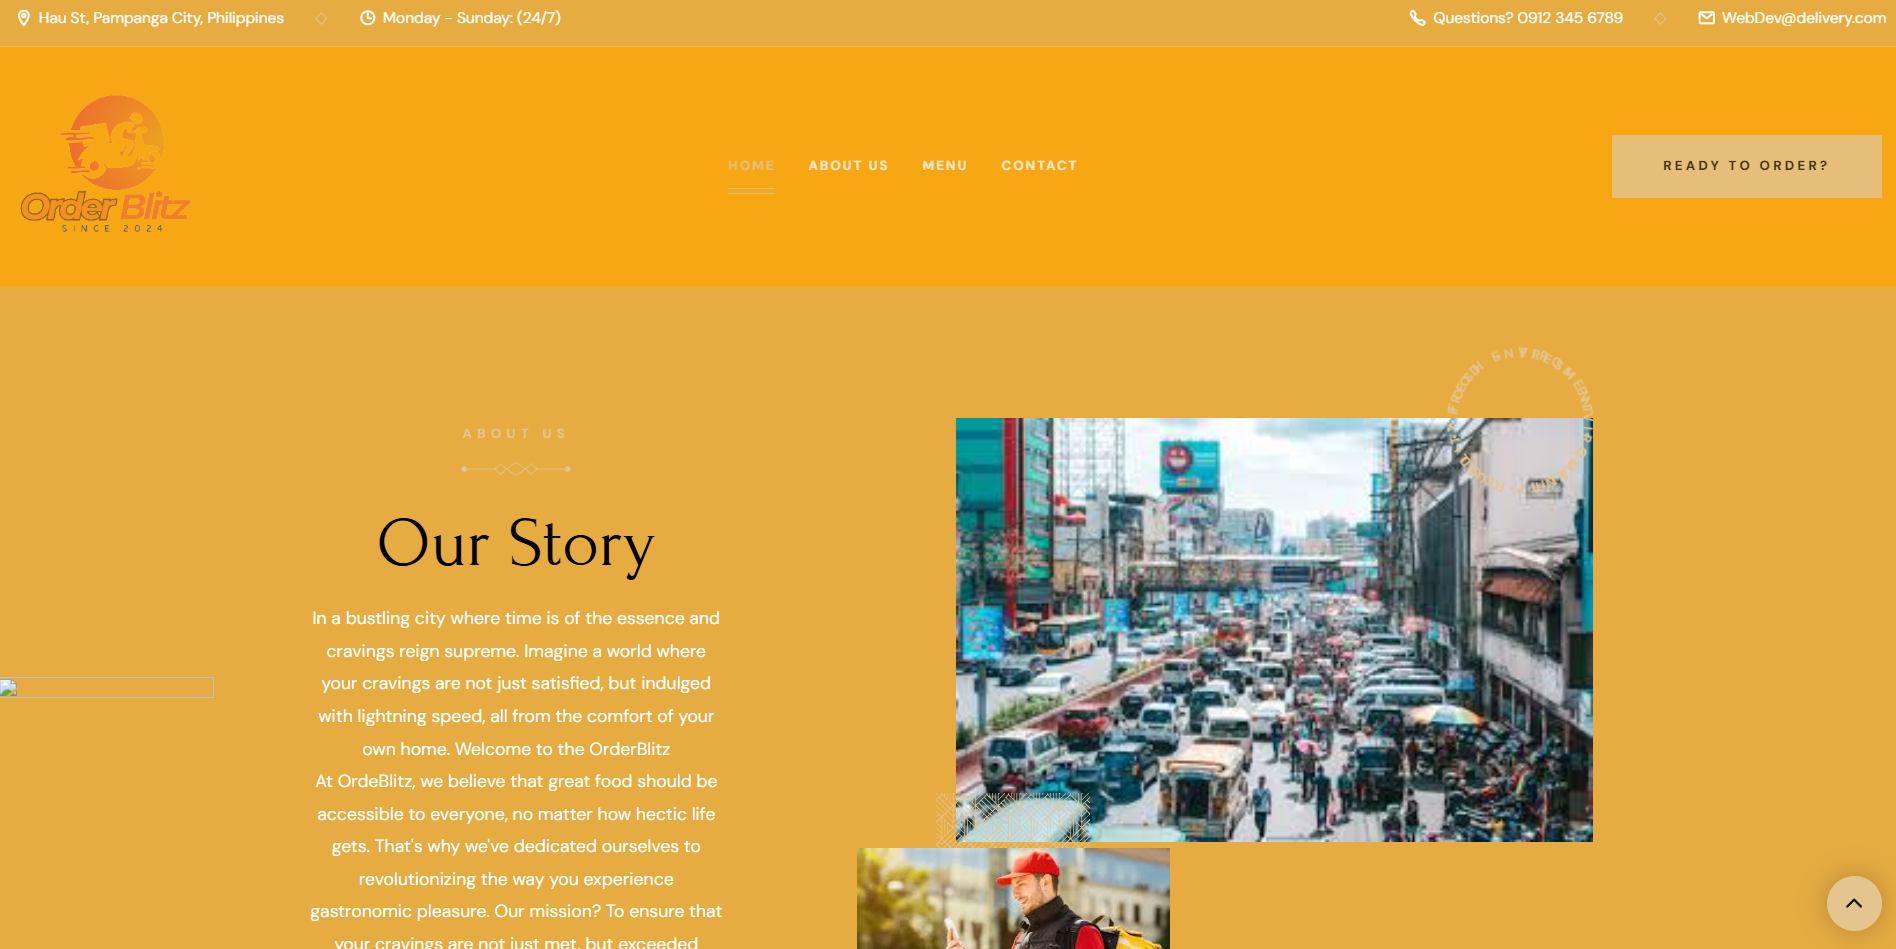 Hau St, Pampanga City, Philippines
Monday - Sunday: (24/7)
Questions? 0912 345 6789
WebDev@delivery.com
Order Blitz
SINCE 2024
HOME
ABOUT US
MENU
CONTACT
READY TO ORDER?
ABOUT US
Our Story
In a bustling city where time is of the essence and
cravings reign supreme. Imagine a world where
your cravings are not just satisfied, but indulged
with lightning speed, all from the comfort of your
own home. Welcome to the OrderBlitz
At OrdeBlitz, we believe that great food should be
accessible to everyone, no matter how hectic life
gets. That's why we've dedicated ourselves to
revolutionizing the way you experience
gastronomic pleasure. Our mission? To ensure that
your cravings are not just met, but exceeded